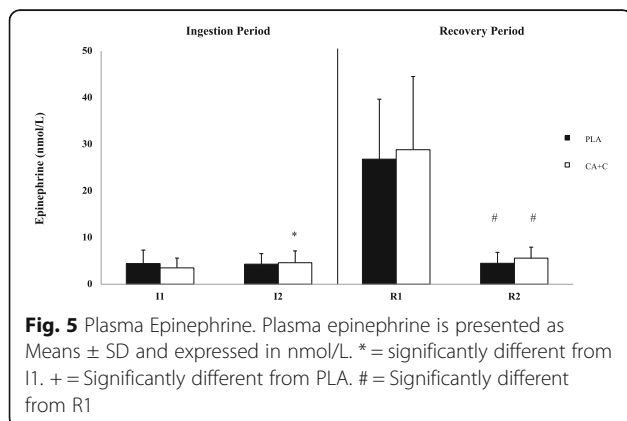 Ingestion Period
Recovery Period
Epinephrine (nmol/L)
50
40
30
20
10
0
*
#
#
PLA
CA+C
I1
I2
R1
R2
Fig. 5 Plasma Epinephrine. Plasma epinephrine is presented as
Means ± SD and expressed in nmol/L. * = significantly different from
I1. + = Significantly different from PLA. # = Significantly different
from R1